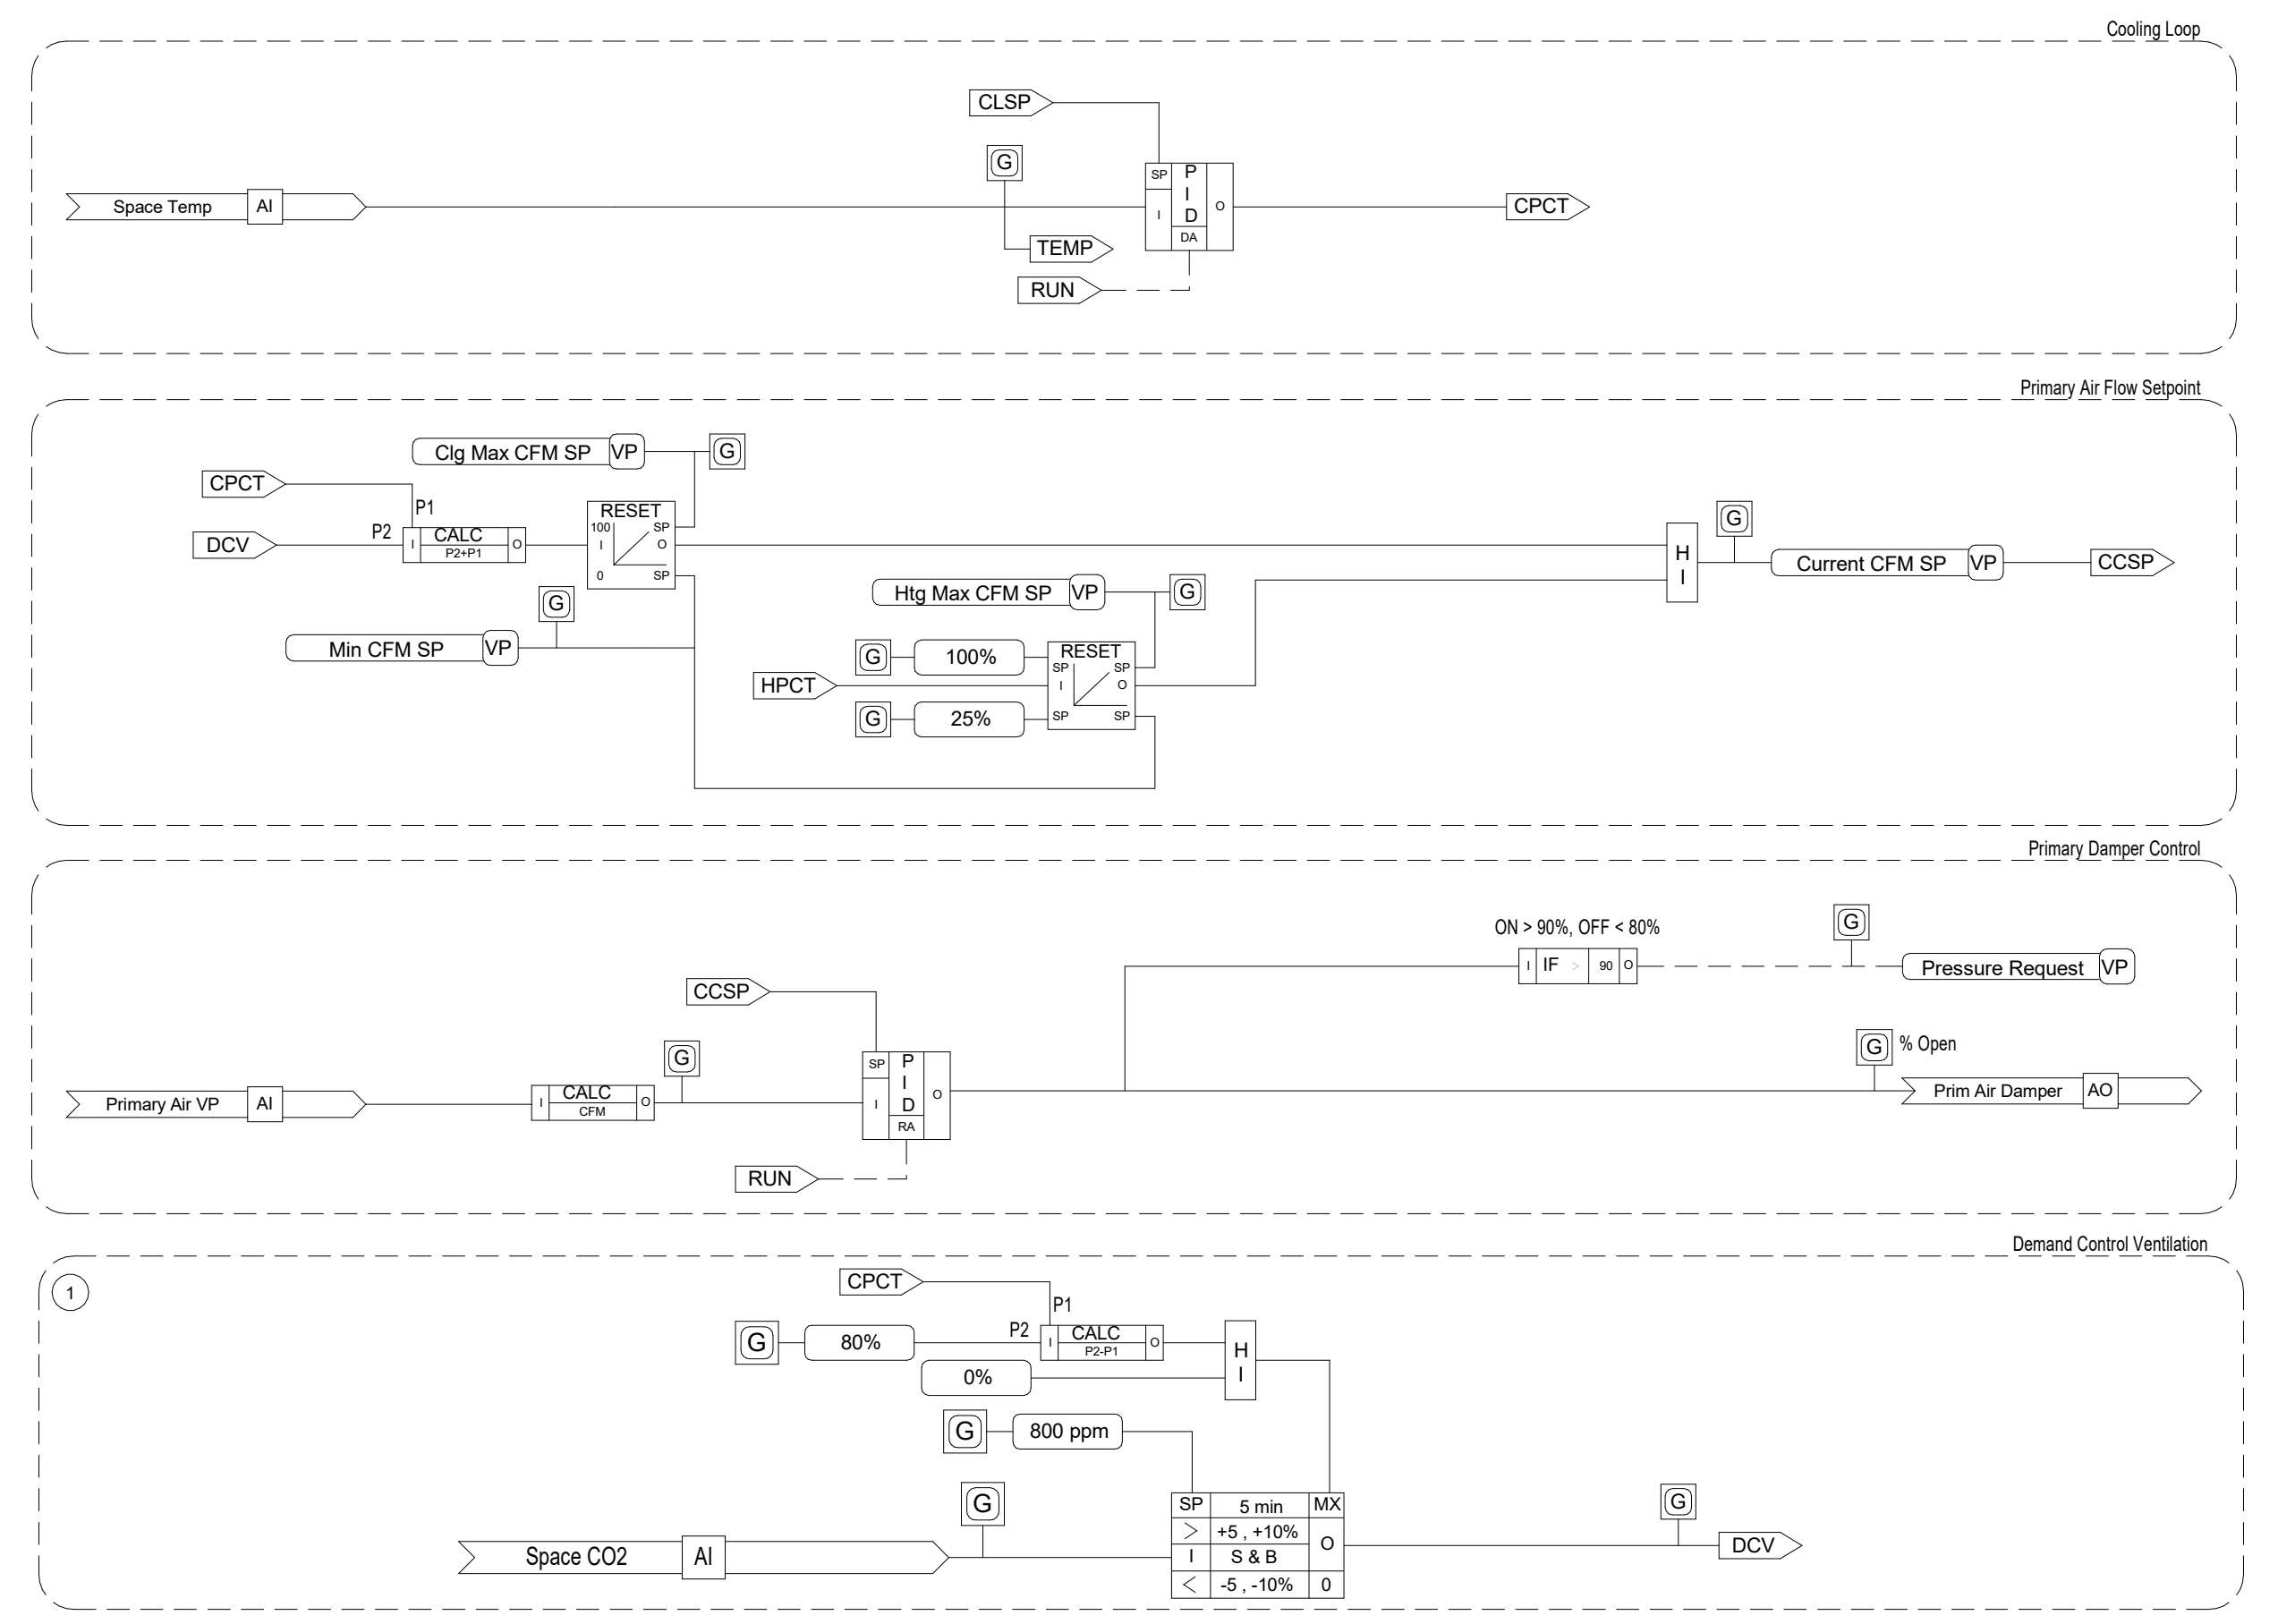 Cooling Loop
CLSP
G
SP
P
I
D
O
I
DA
Space Temp
AI
CPCT
TEMP
RUN
Primary Air Flow Setpoint
Clg Max CFM SP
VP
G
CPCT
P1
P2
DCV
I
CALC
P2+P1
O
RESET
100
SP
I
O
0
SP
G
Min CFM SP
VP
Htg Max CFM SP
VP
G
G
100%
RESET
SP
SP
HPCT
I
O
G
25%
SP
SP
H
I
G
Current CFM SP
VP
CCSP
Primary Damper Control
ON > 90%, OFF < 80%
I
IF
>
90
O
G
Pressure Request
VP
CCSP
G
SP
P
I
D
O
I
RA
Primary Air VP
AI
I
CALC
CFM
O
G
% Open
Prim Air Damper
AO
RUN
Demand Control Ventilation
1
CPCT
P1
P2
G
80%
I
CALC
P2-P1
O
H
I
0%
G
800 ppm
G
Space CO2
AI
SP
5 min
MX
>
+5 , +10%
O
I
S & B
<
-5 , -10%
0
G
DCV